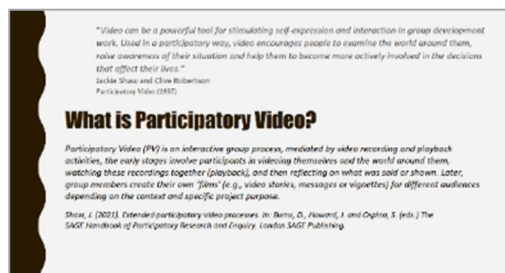 "Video can be a powerful tool for stimulating self-expression and interaction in group development
work. Used in a participatory way, video encourages people to examine the world around them,
raise awareness of their situation and help them to become more actively involved in the decisions
that affect their lives."
Jackie Shaw and Clive Robertson
Participatory Video (1997)
What is Participatory Video?
Participatory Video (PV) is an interactive group process, mediated by video recording and playback
activities, the early stages involve participants in videoing themselves and the world around them,
watching these recordings together (playback), and then reflecting on what was said or shown. Later,
group members create their own 'films' (e.g., video stories, messages or vignettes) for different audiences
depending on the context and specific project purpose.
Shaw, J. (2021). Extended participatory video processes. In: Burns, D., Howard, J. and Ospina, S. (eds.) The
SAGE Handbook of Participatory Research and Enquiry. London SAGE Publishing.